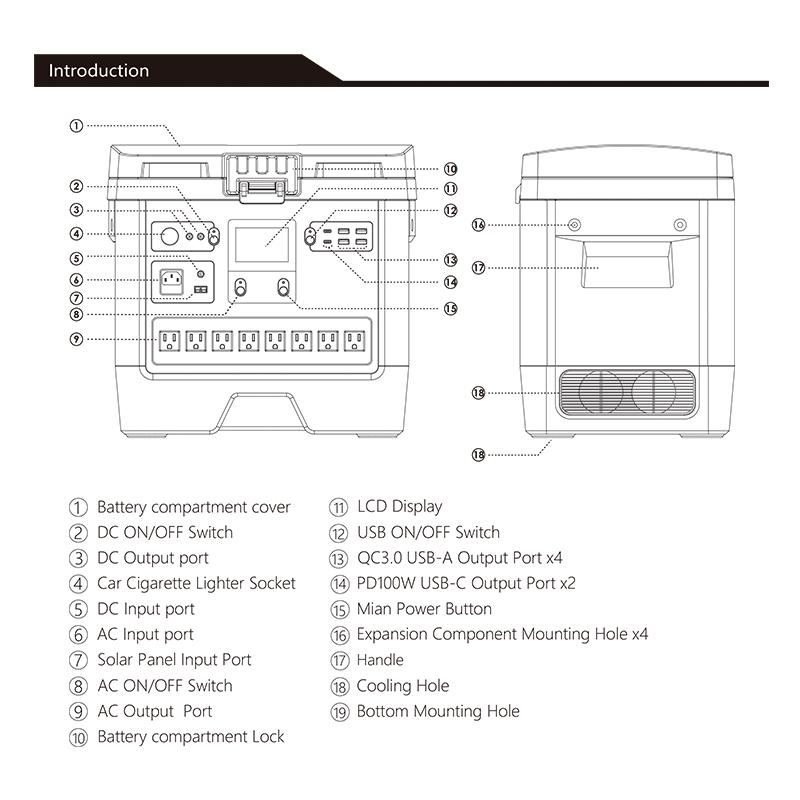 Introduction
①
②
③
④
⑤
⑥
⑦
⑧
⑨
⑩
⑪
⑫
⑬
⑭
⑮
⑯
⑰
⑱
⑱
① Battery compartment cover
② DC ON/OFF Switch
③ DC Output port
④ Car Cigarette Lighter Socket
⑤ DC Input port
⑥ AC Input port
⑦ Solar Panel Input Port
⑧ AC ON/OFF Switch
⑨ AC Output Port
⑩ Battery compartment Lock
⑪ LCD Display
⑫ USB ON/OFF Switch
⑬ QC3.0 USB-A Output Port x4
⑭ PD100W USB-C Output Port x2
⑮ Mian Power Button
⑯ Expansion Component Mounting Hole x4
⑰ Handle
⑱ Cooling Hole
⑲ Bottom Mounting Hole